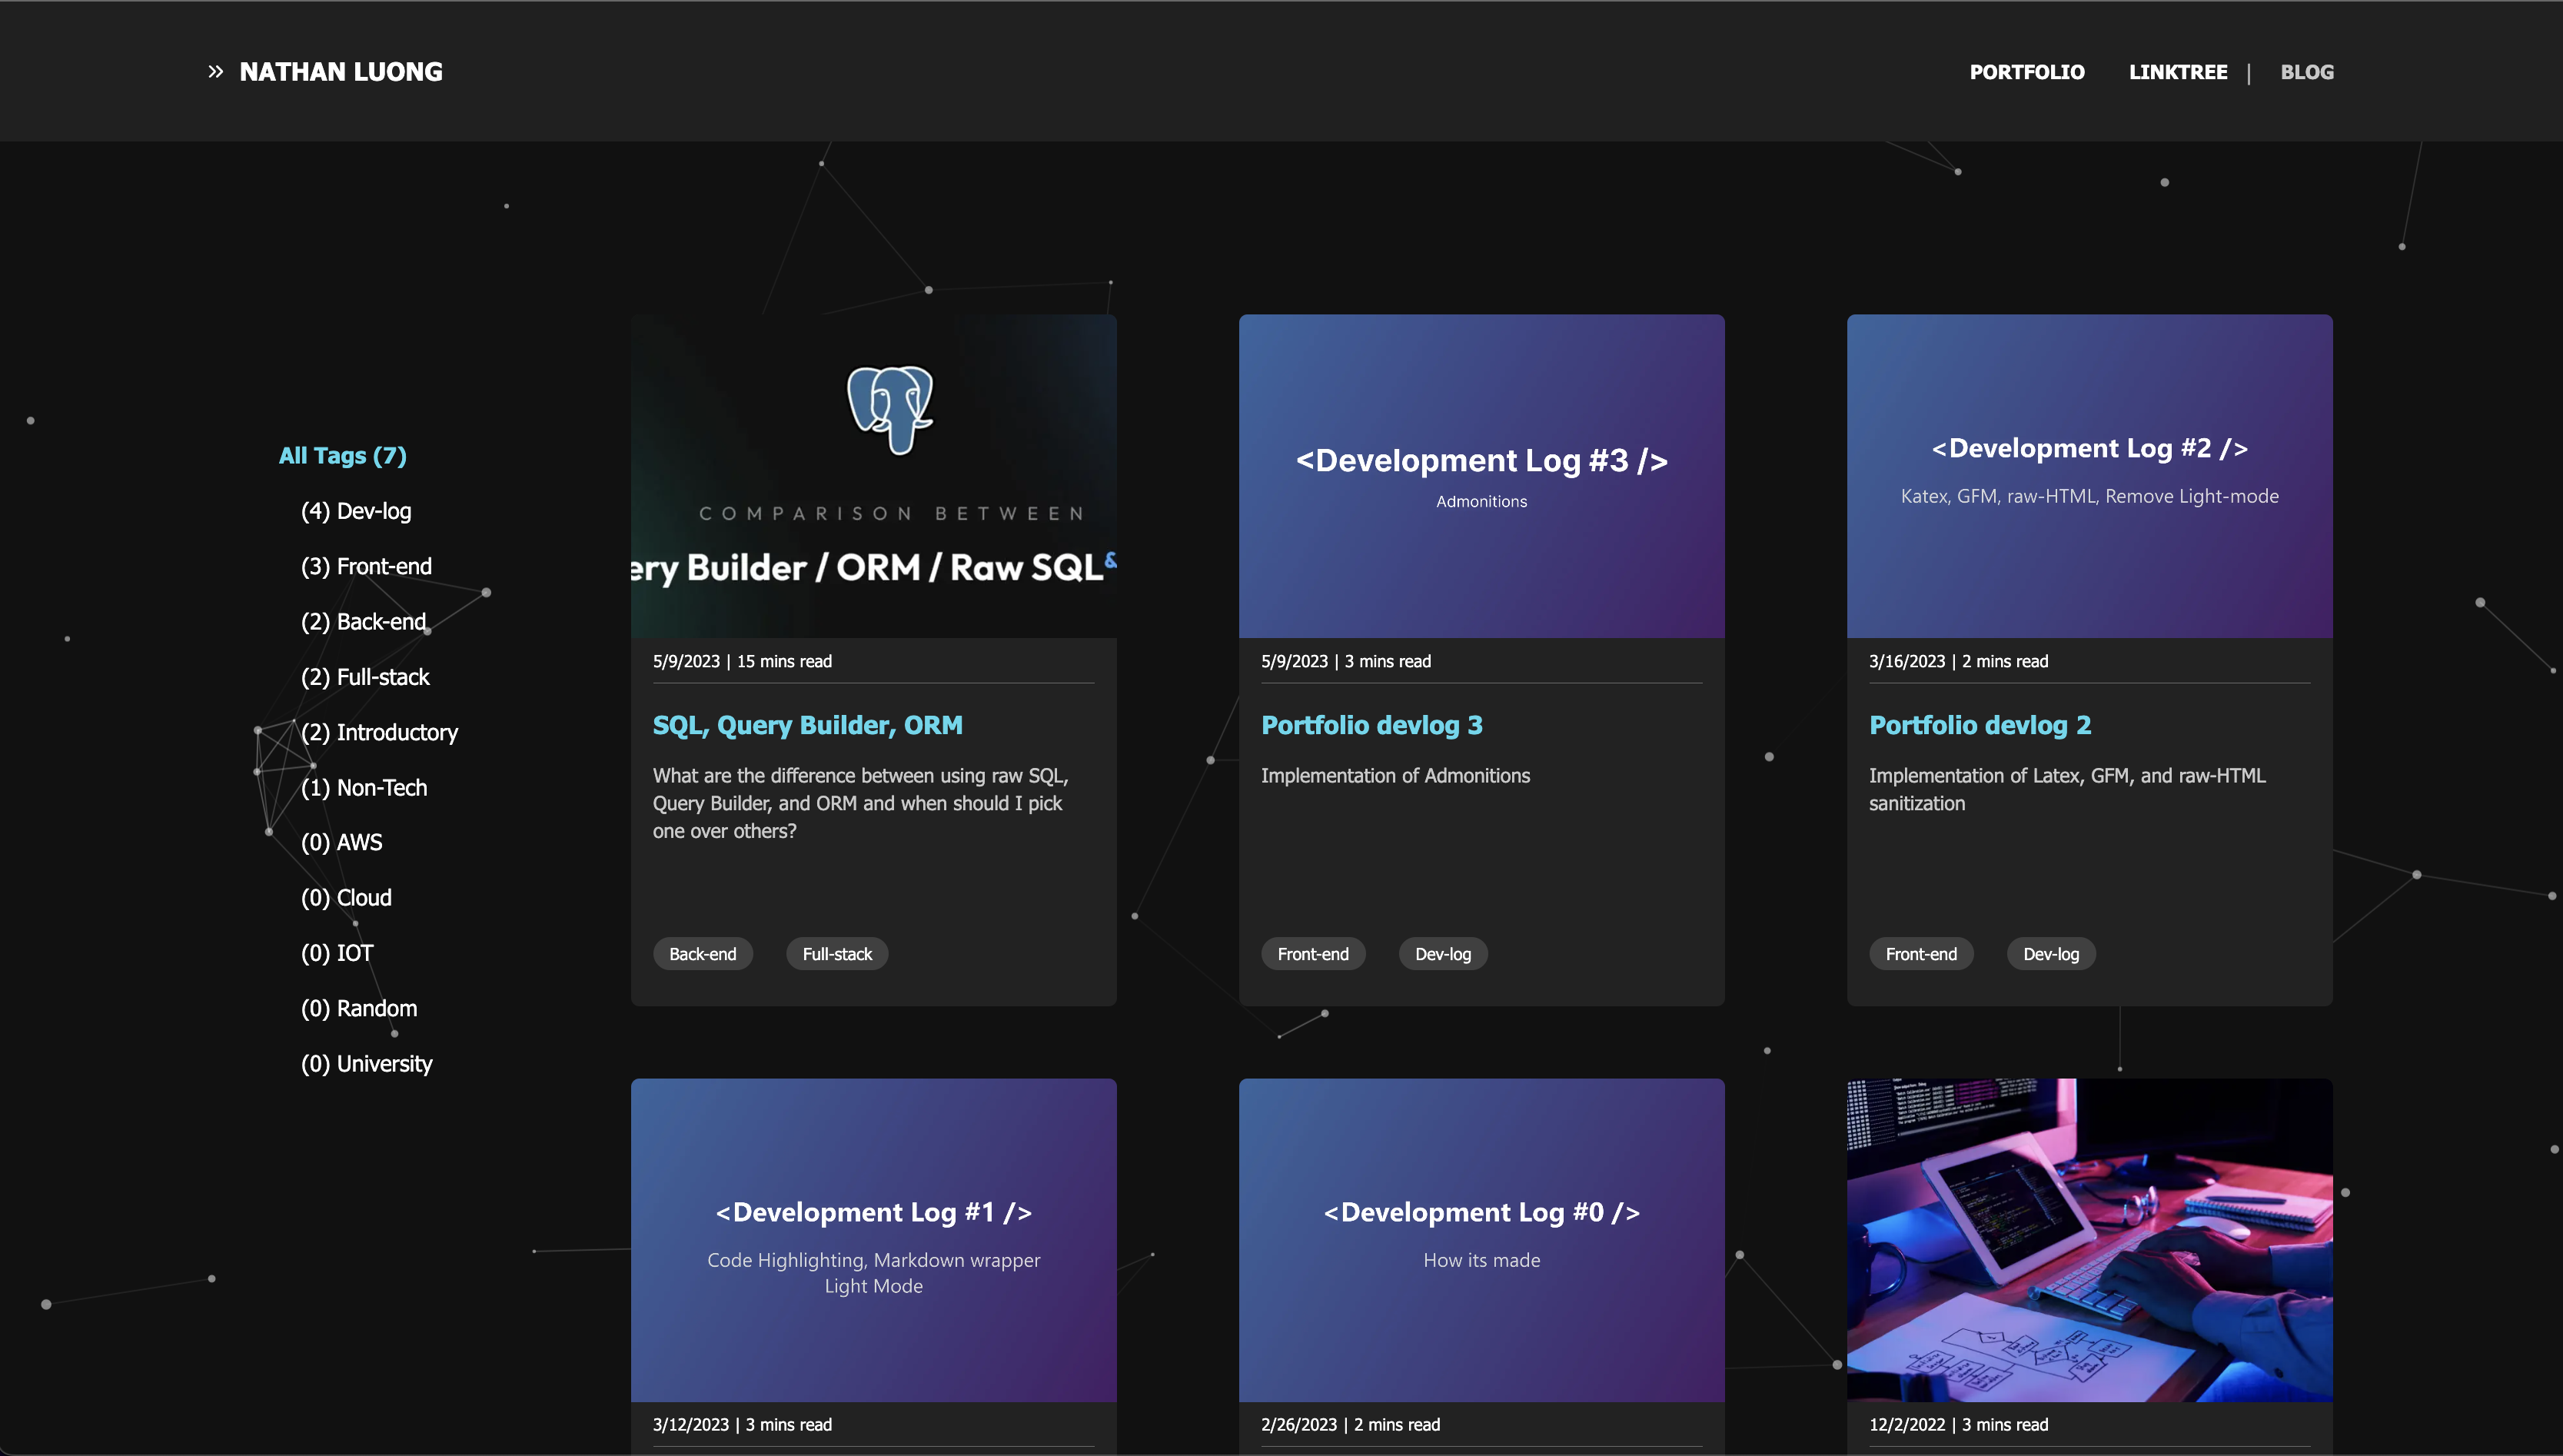 NATHAN LUONG
PORTFOLIO LINKTREE | BLOG
All Tags (7)
(4) Dev-log
(3) Front-end
(2) Back-end
(2) Full-stack
(2) Introductory
(1) Non-Tech
(0) AWS
(0) Cloud
(0) IOT
(0) Random
(0) University
COMPARISON BETWEEN
ery Builder / ORM / Raw SQL&
5/9/2023 | 15 mins read
SQL, Query Builder, ORM
What are the difference between using raw SQL,
Query Builder, and ORM and when should I pick
one over others?
Back-end Full-stack
<Development Log #3 />
Admonitions
5/9/2023 | 3 mins read
Portfolio devlog 3
Implementation of Admonitions
Front-end Dev-log
<Development Log #2 />
Katex, GFM, raw-HTML, Remove Light-mode
3/16/2023 | 2 mins read
Portfolio devlog 2
Implementation of Latex, GFM, and raw-HTML
sanitization
Front-end Dev-log
<Development Log #1 />
Code Highlighting, Markdown wrapper
Light Mode
3/12/2023 | 3 mins read
<Development Log #0 />
How its made
2/26/2023 | 2 mins read
12/2/2022 | 3 mins read